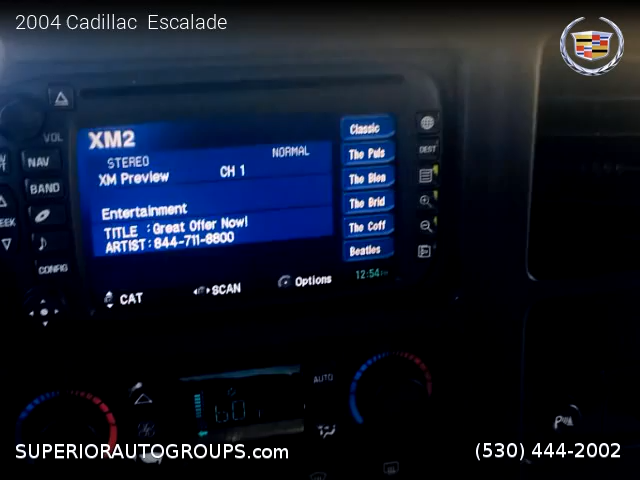 2004 Cadillac Escalade
VOL
NAV
BAND
CONFIG
XM2
STEREO
NORMAL
XM Preview
CH 1
Entertainment
TITLE : Great Offer Now!
ARTIST : 844-711-8800
Classic
The Puls
The Blen
The Brid
The Coff
Beatles
DEST
CAT
SCAN
Options
12:54
AUTO
SUPERIORAUTOGROUPS.com
(530) 444-2002